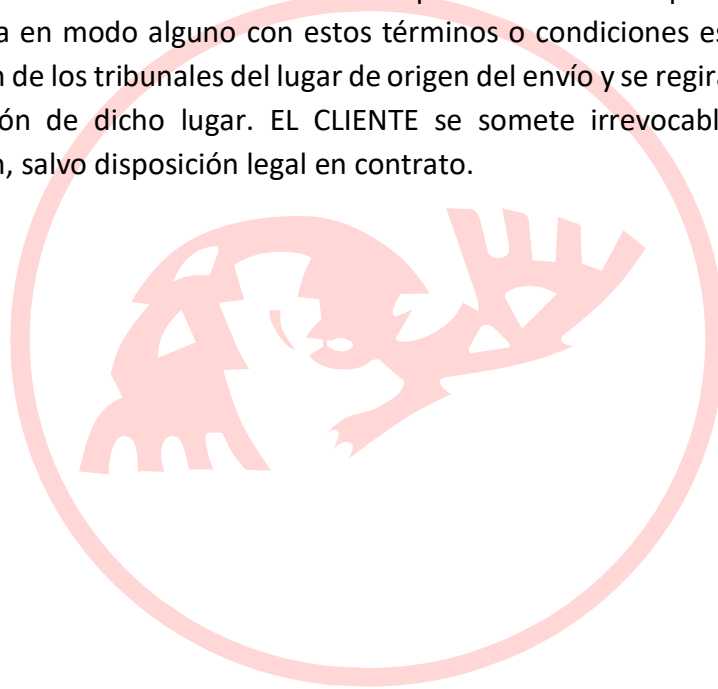 a en modo alguno con estos términos o condiciones es
n de los tribunales del lugar de origen del envío y se regira
ón de dicho lugar. EL CLIENTE se somete irrevocabl
n, salvo disposición legal en contrato.